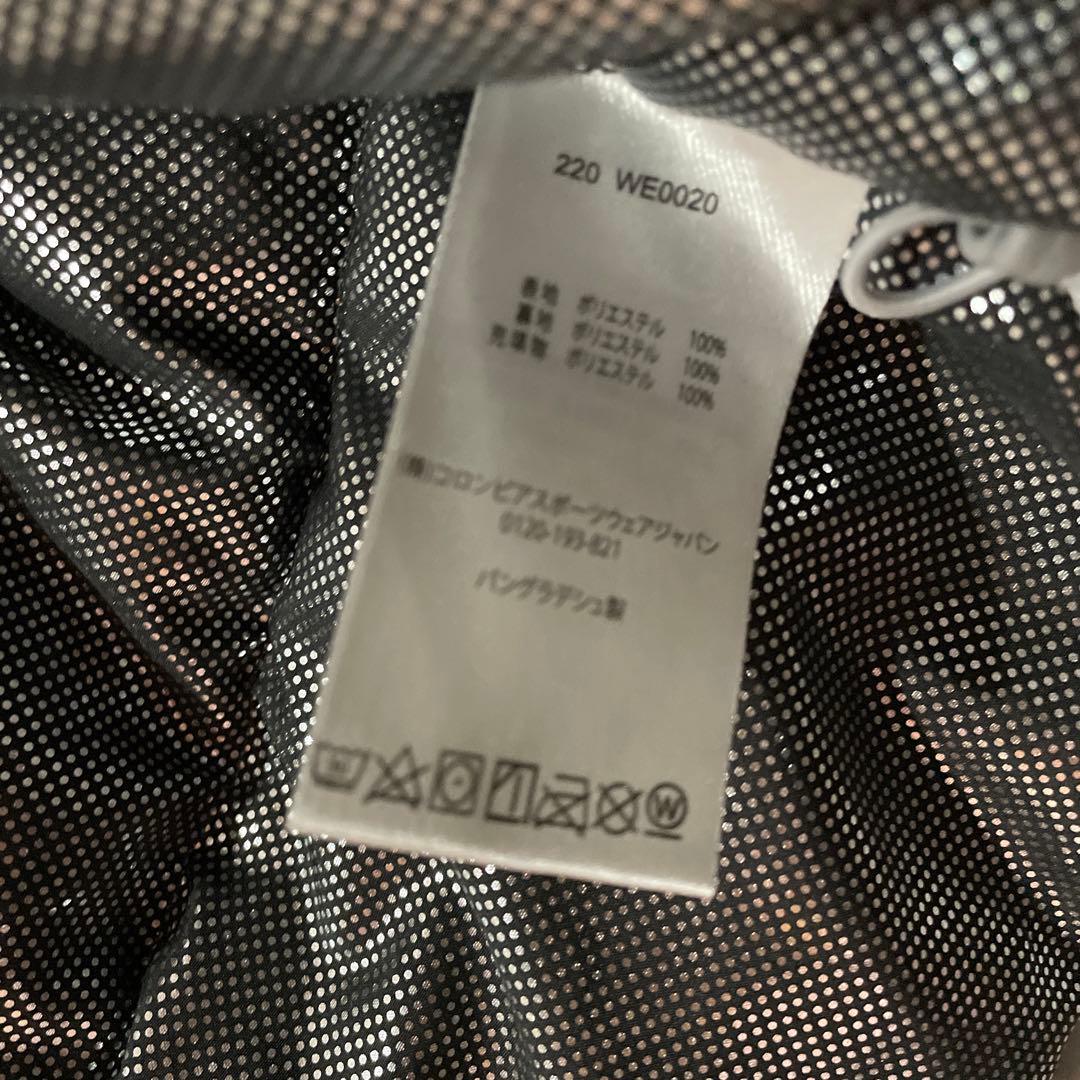 220 WE0020
表地 ポリエステル 100%
裏地 ポリエステル 100%
充填物 ポリエステル 100%
(株)コロンビアスポーツウェアジャパン
0120-193-821
バングラデシュ製
W